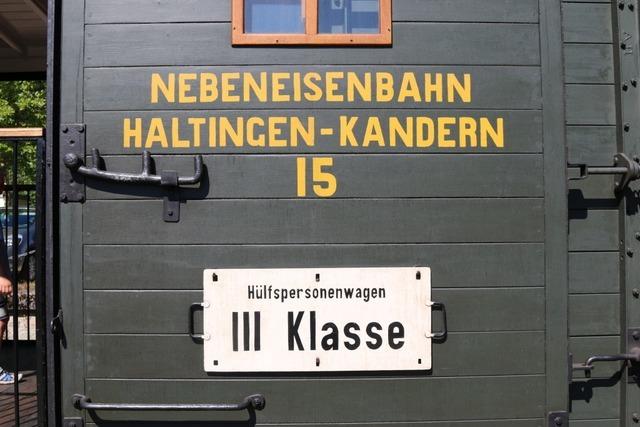 NEBENEISENBAHN
HALTINGEN-KANDERN
15
Hülfspersonenwagen
III Klasse